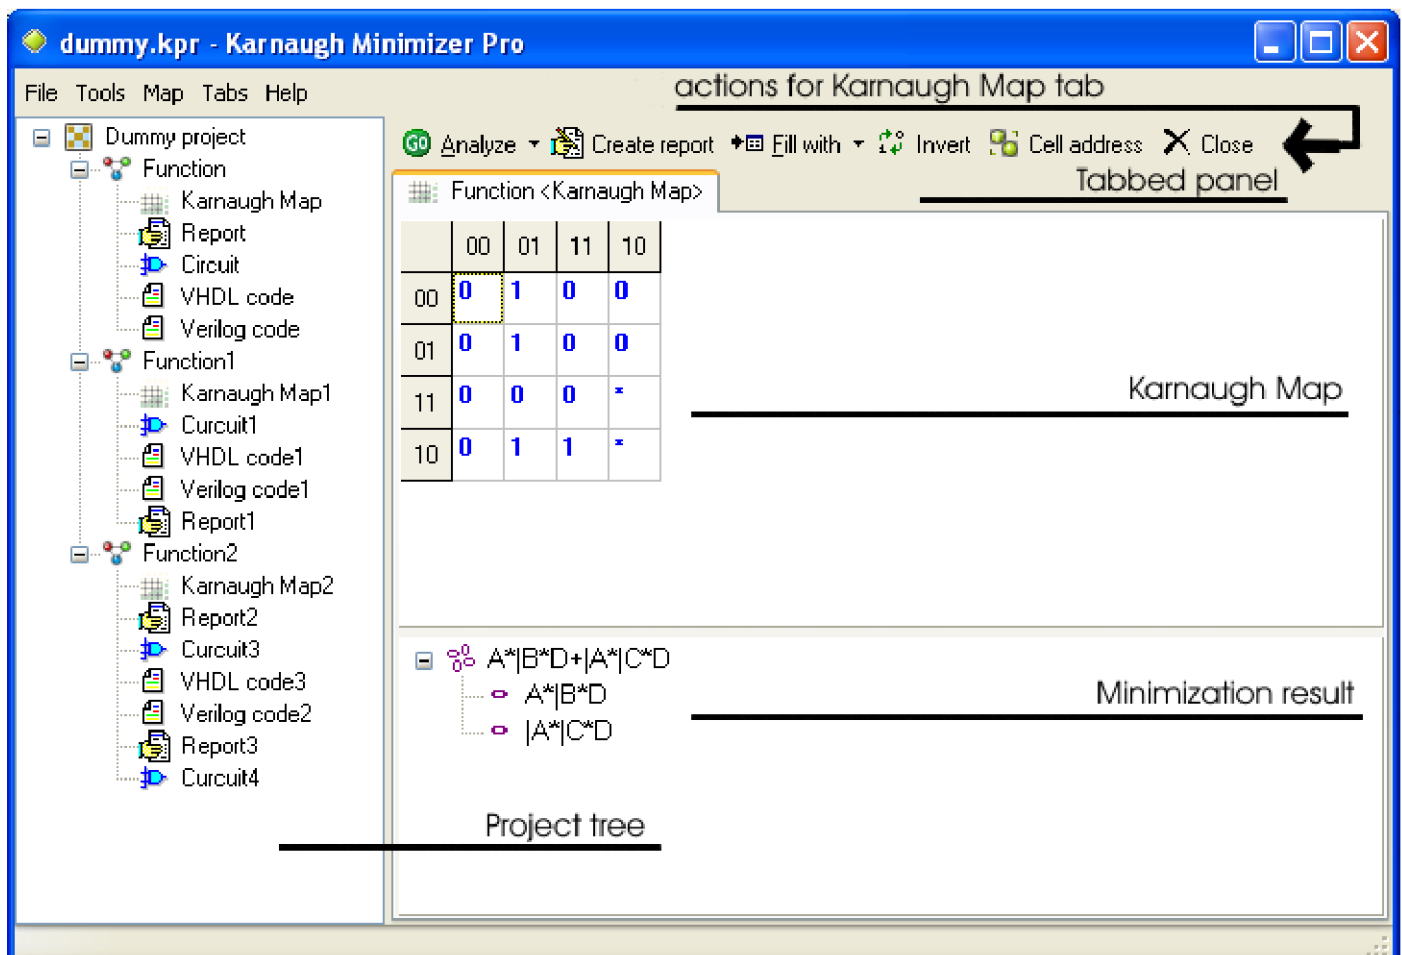 dummy.kpr - Karnaugh Minimizer Pro
File Tools Map Tabs Help
actions for Karnaugh Map tab
GO Analyze Create report Fill with Invert Cell address Close
Tabbed panel
Dummy project
Function
Karnaugh Map
Report
Circuit
VHDL code
Verilog code
Function1
Karnaugh Map1
Curcuit1
VHDL code1
Verilog code1
Report1
Function2
Karnaugh Map2
Report2
Curcuit3
VHDL code3
Verilog code2
Report3
Curcuit4
Function <Karnaugh Map>
00 01 11 10
00 0 1 0 0
01 0 1 0 0
11 0 0 0 *
10 0 1 1 *
Karnaugh Map
A*|B*D+|A*|C*D
A*|B*D
|A*|C*D
Minimization result
Project tree